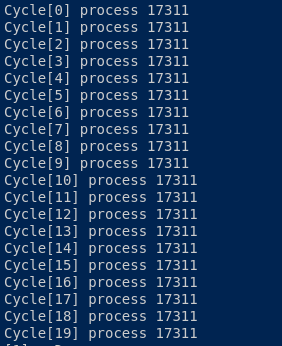 Cycle[0] process 17311
Cycle[1] process 17311
Cycle[2] process 17311
Cycle[3] process 17311
Cycle[4] process 17311
Cycle[5] process 17311
Cycle[6] process 17311
Cycle[7] process 17311
Cycle[8] process 17311
Cycle[9] process 17311
Cycle[10] process 17311
Cycle[11] process 17311
Cycle[12] process 17311
Cycle[13] process 17311
Cycle[14] process 17311
Cycle[15] process 17311
Cycle[16] process 17311
Cycle[17] process 17311
Cycle[18] process 17311
Cycle[19] process 17311